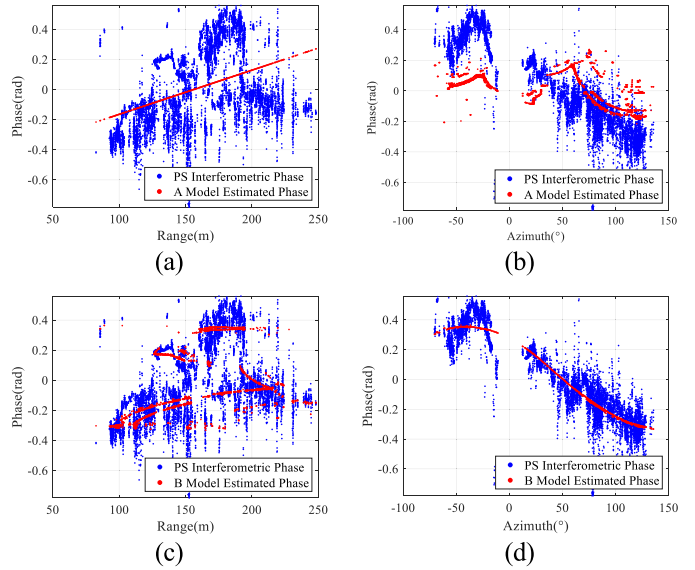 0.4
0.2
0
-0.2
-0.4
-0.6
Phase(rad)
PS Interferometric Phase
A Model Estimated Phase
50 100 150 200 250
Range(m)
(a)
0.4
0.2
0
-0.2
-0.4
-0.6
Phase(rad)
PS Interferometric Phase
A Model Estimated Phase
-100 -50 0 50 100 150
Azimuth(°)
(b)
0.4
0.2
0
-0.2
-0.4
-0.6
Phase(rad)
PS Interferometric Phase
B Model Estimated Phase
50 100 150 200 250
Range(m)
(c)
0.4
0.2
0
-0.2
-0.4
-0.6
Phase(rad)
PS Interferometric Phase
B Model Estimated Phase
-100 -50 0 50 100 150
Azimuth(°)
(d)